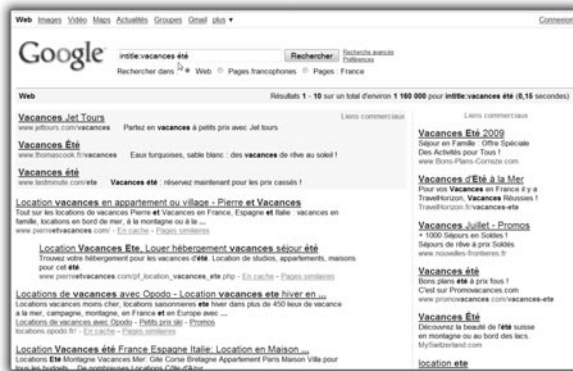 Web Images Vidéo Maps Actualités Groupes Gmail plus ▼
Connexion
Google
intitle:vacances été
Rechercher
Recherche avancée
Préférences
Rechercher dans : Web Pages francophones Pages : France
Web
Résultats 1 - 10 sur un total d'environ 1 160 000 pour intitle:vacances été (0,15 secondes)
Vacances Jet Tours
Liens commerciaux
www.jettours.com/vacances Partez en vacances à petits prix avec Jet tours
Vacances Été
www.thomascook.fr/vacances Eaux turquoises, sable blanc : des vacances de rêve au soleil !
Vacances été
www.lastminute.com/ete Vacances été : réservez maintenant pour les prix cassés !
Location vacances en appartement ou village - Pierre et Vacances
Tout sur les locations de vacances Pierre et Vacances en France, Espagne et Italie : vacances en
famille, locations en bord de mer, à la montagne ou à la ...
www.pierreetvacances.com/ - En cache - Pages similaires
Location Vacances Ete, Louer hébergement vacances séjour été
Trouvez votre hébergement pour les vacances d'été. Location de studios, appartements, maisons
pour cet été.
www.pierreetvacances.com/pf_location_vacances_ete.php - En cache - Pages similaires
Locations de vacances avec Opodo - Location vacances ete hiver en ...
Locations vacances moins cher, locations saisonnieres ete hiver dans plus de 450 lieux de vacance
a la mer, campagne, montagne, en France et en Europe avec ...
Locations de vacances avec Opodo - Petits prix ski - Promos
locations.opodo.fr/ - En cache - Pages similaires
Location Vacances été France Espagne Italie: Location en Maison ...
Locations Eté Montagne Vacances Mer: Gite Corse Bretagne Appartement Paris Maison Villa pour
tous les budgets... De nombreuses Locations Côte d'Azur
Liens commerciaux
Vacances Eté 2009
Séjour en Famille : Offre Spéciale
Des Activités pour Tous !
www.Bons-Plans-Correze.com
Vacances d'Eté à la Mer
Pour vos Vacances en France il y a
TravelHorizon, Vacances Réussies !
TravelHorizon.fr/vacances-ete
Vacances Juillet - Promos
+ 1000 Séjours en Soldes !
Séjours de rêve à prix Soldés
www.nouvelles-frontieres.fr
Vacances été
Bons plans été à prix fous !
C'est sur Promovacances.com
www.promovacances.com/vacances-ete
Vacances Été
Découvrez la beauté de l'été suisse
en montagne ou au bord des lacs.
MySwitzerland.com
location ete